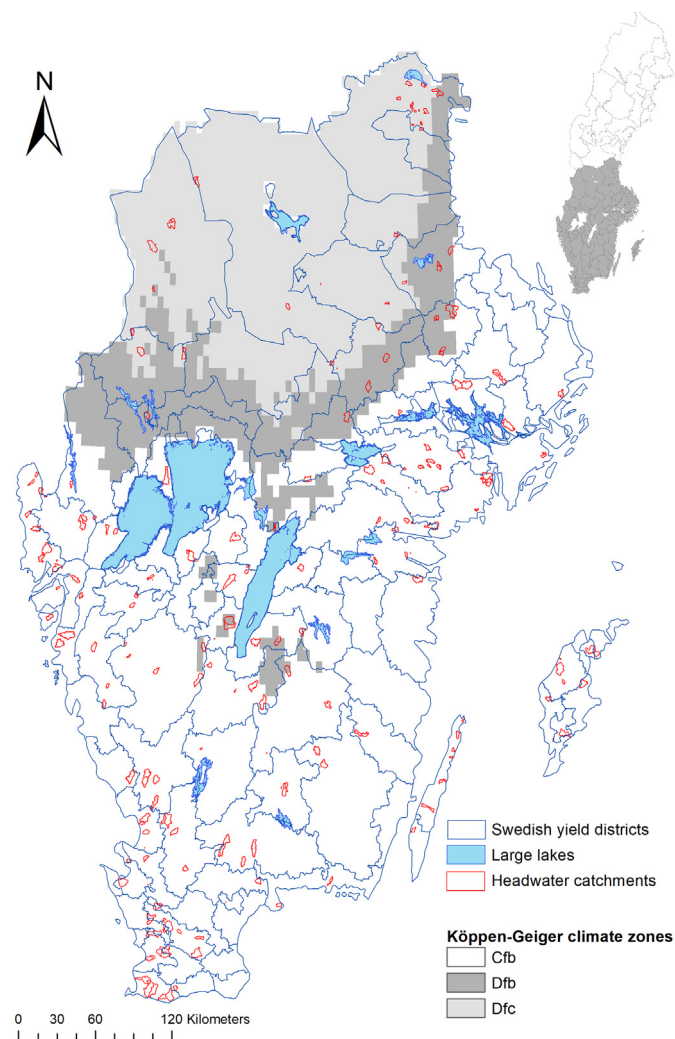 N
Swedish yield districts
Large lakes
Headwater catchments
Köppen-Geiger climate zones
Cfb
Dfb
Dfc
0 30 60 120 Kilometers